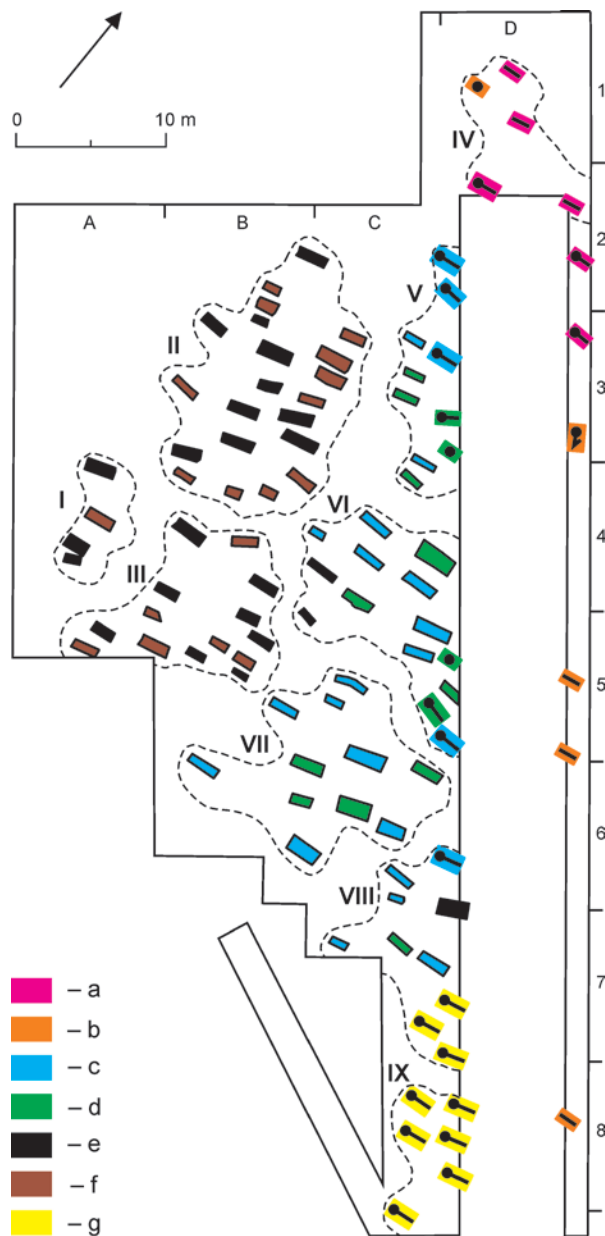 D
1
IV
0 10 m
A B C
2
V
II
3
I
VI
4
III
5
VII
6
VIII
7
– a
– b
IX
– c
– d
8
– e
– f
– g